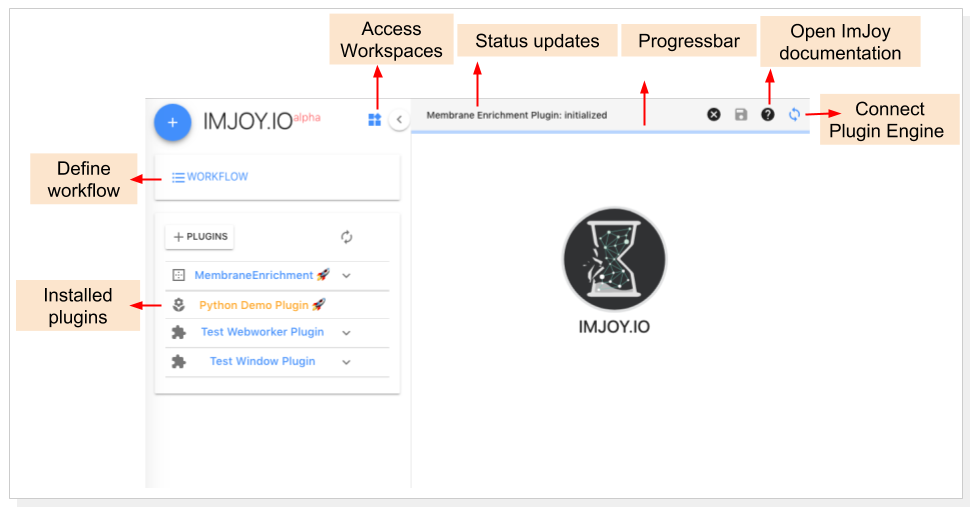 Access
Workspaces
Status updates
Progressbar
Open ImJoy
documentation
Connect
Plugin Engine
IMJOY.IO alpha
Membrane Enrichment Plugin: initialized
Define
workflow
WORKFLOW
+ PLUGINS
Installed
plugins
MembraneEnrichment 🚀
Python Demo Plugin 🚀
Test Webworker Plugin
Test Window Plugin
IMJOY.IO